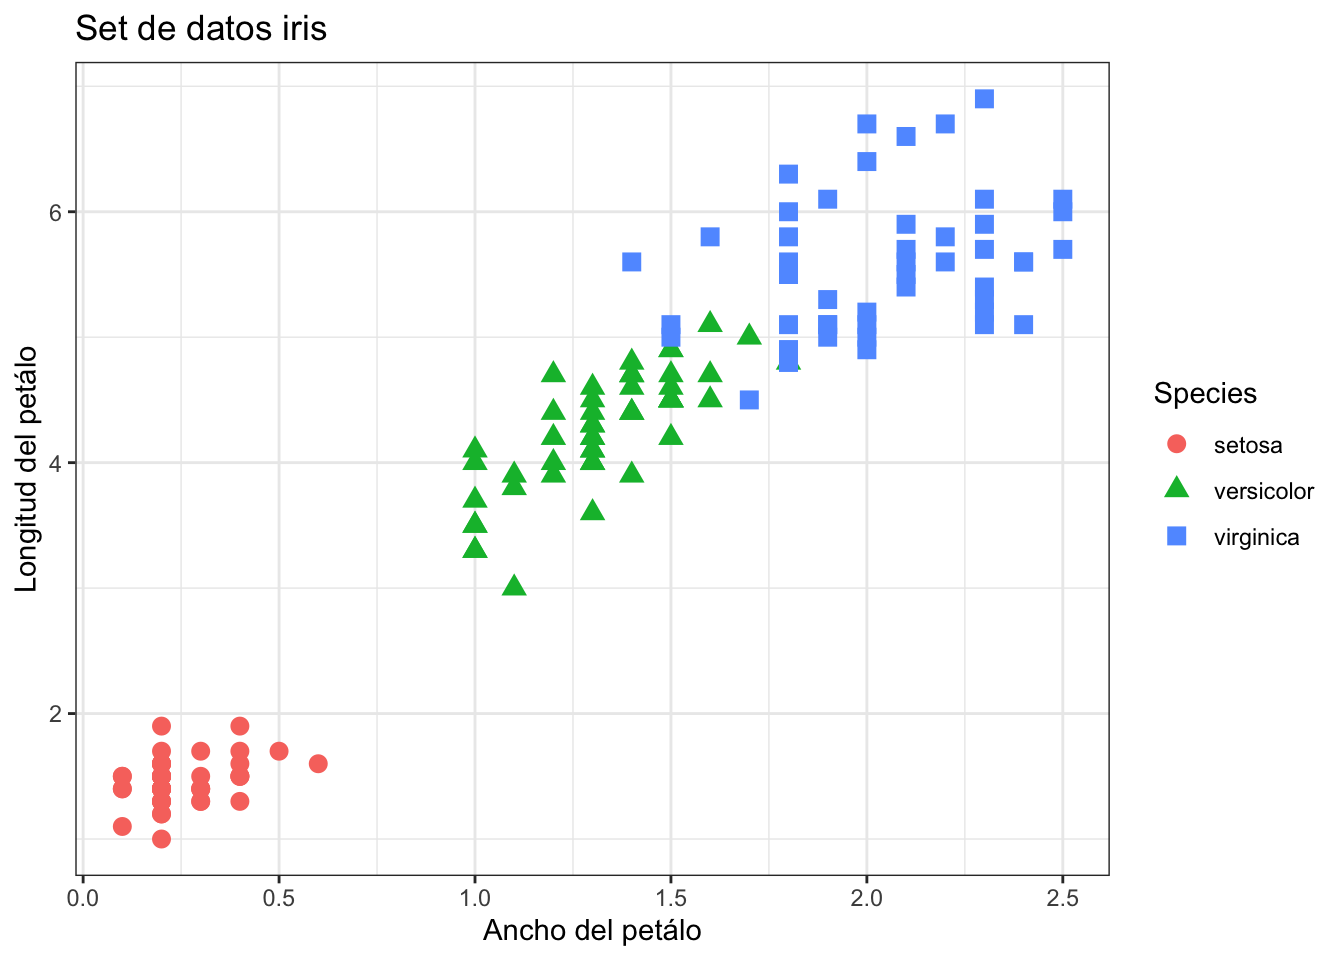 Set de datos iris
Longitud del petálo
6
4
2
0.0 0.5 1.0 1.5 2.0 2.5
Ancho del petálo
Species
setosa
versicolor
virginica